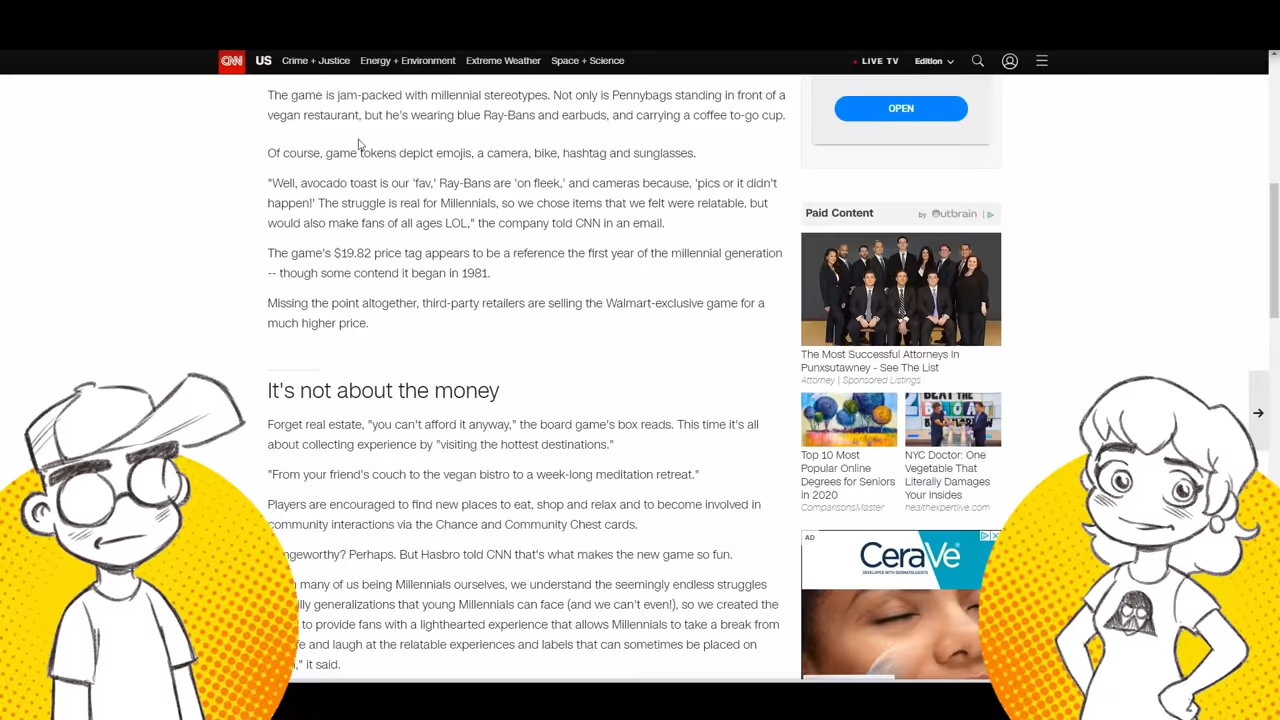 CNN US Crime + Justice Energy + Environment Extreme Weather Space + Science LIVE TV Edition
The game is jam-packed with millennial stereotypes. Not only is Pennybags standing in front of a
vegan restaurant, but he's wearing blue Ray-Bans and earbuds, and carrying a coffee to-go cup.
Of course, game tokens depict emojis, a camera, bike, hashtag and sunglasses.
"Well, avocado toast is our 'fav,' Ray-Bans are 'on fleek,' and cameras because, 'pics or it didn't
happen!' The struggle is real for Millennials, so we chose items that we felt were relatable, but
would also make fans of all ages LOL," the company told CNN in an email.
The game's $19.82 price tag appears to be a reference the first year of the millennial generation
-- though some contend it began in 1981.
Missing the point altogether, third-party retailers are selling the Walmart-exclusive game for a
much higher price.
It's not about the money
Forget real estate, "you can't afford it anyway," the board game's box reads. This time it's all
about collecting experience by "visiting the hottest destinations."
"From your friend's couch to the vegan bistro to a week-long meditation retreat."
Players are encouraged to find new places to eat, shop and relax and to become involved in
community interactions via the Chance and Community Chest cards.
ngeworthy? Perhaps. But Hasbro told CNN that's what makes the new game so fun.
many of us being Millennials ourselves, we understand the seemingly endless struggles
illy generalizations that young Millennials can face (and we can't even!), so we created the
to provide fans with a lighthearted experience that allows Millennials to take a break from
fe and laugh at the relatable experiences and labels that can sometimes be placed on
," it said.
OPEN
Paid Content by Outbrain
The Most Successful Attorneys In
Punxsutawney - See The List
Attorney | Sponsored Listings
BEAT THE
Top 10 Most
Popular Online
Degrees for Seniors
in 2020
ComparisonsMaster
NYC Doctor: One
Vegetable That
Literally Damages
Your Insides
healthexpertlive.com
AD
CeraVe
DEVELOPED WITH DERMATOLOGISTS